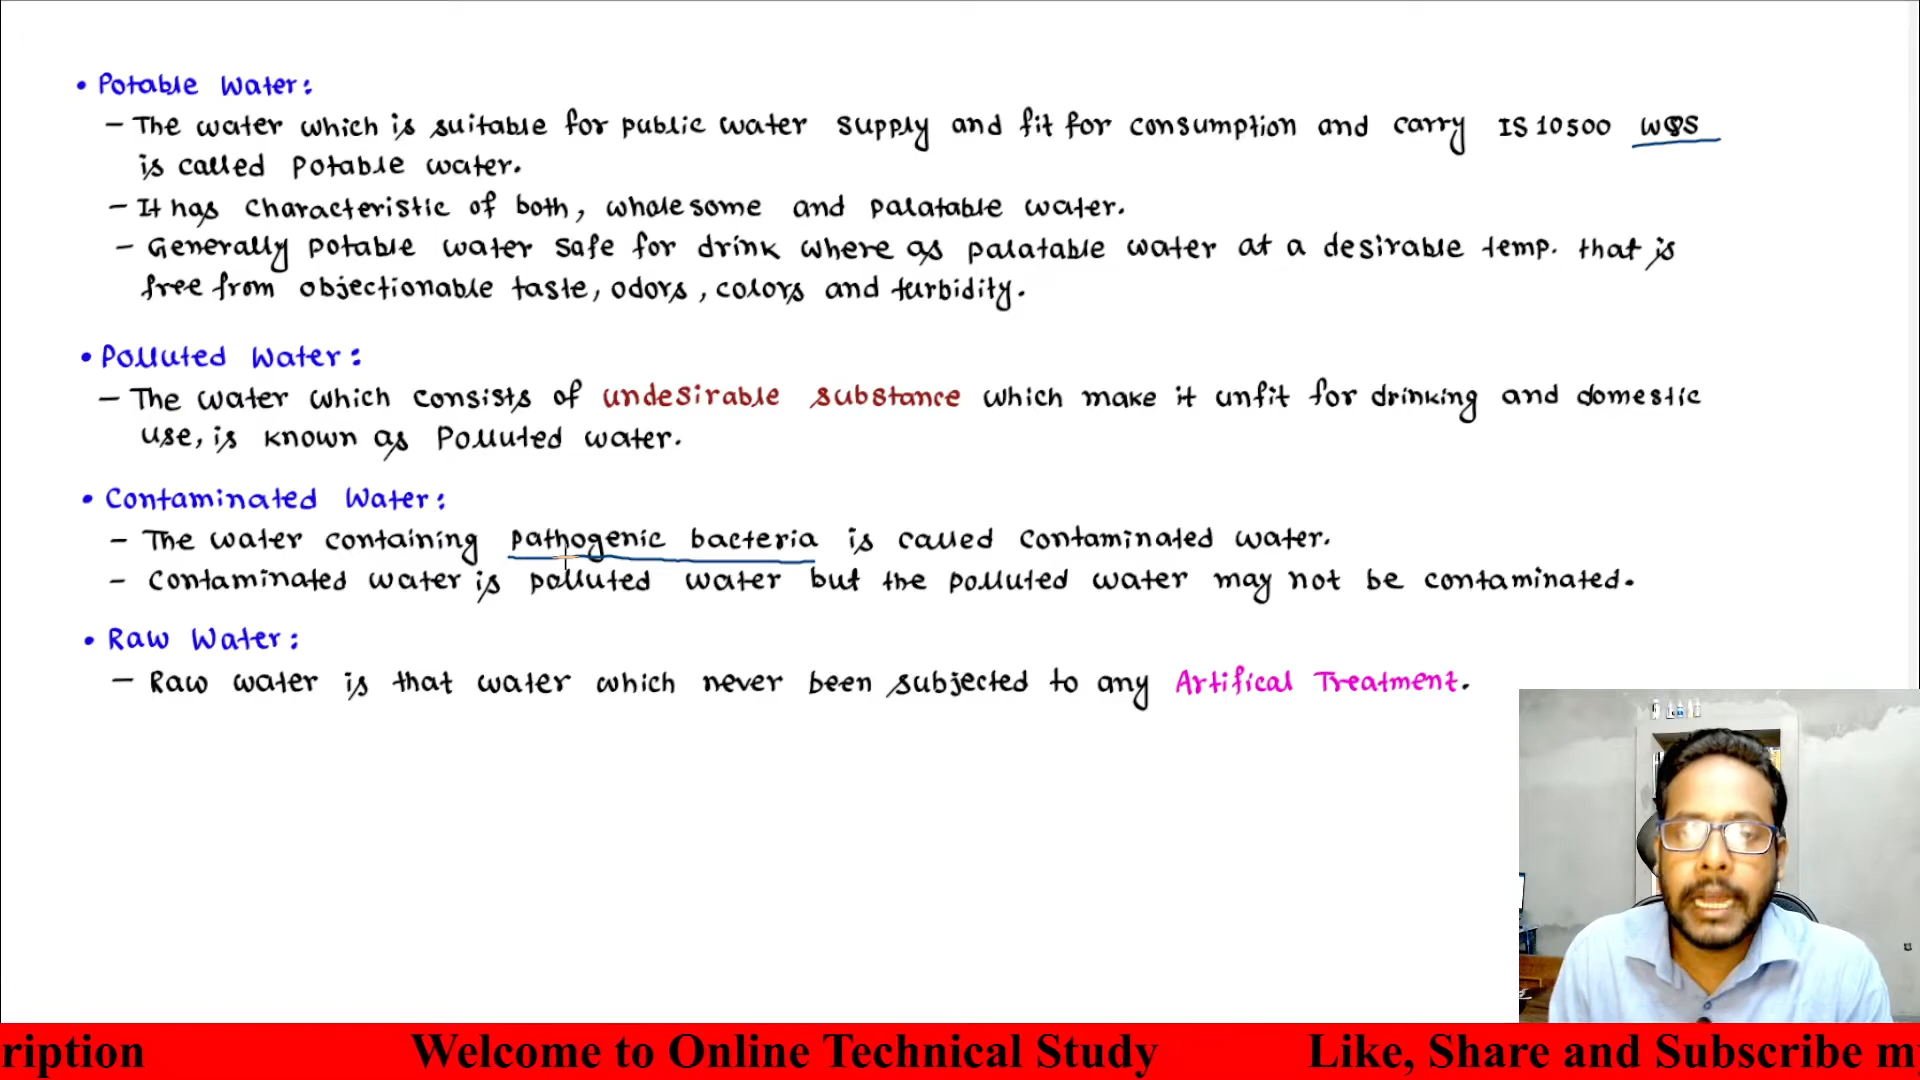 • Potable Water:
- The water which is suitable for public water supply and fit for consumption and carry IS 10500 WQS
is called Potable water.
- It has characteristic of both, wholesome and palatable water.
- Generally potable water safe for drink where as palatable water at a desirable temp. that is
free from objectionable taste, odors, colors and turbidity.
• Polluted Water:
- The water which consists of undesirable substance which make it unfit for drinking and domestic
use, is known as Polluted water.
• Contaminated Water:
- The water containing pathogenic bacteria is called contaminated water.
- Contaminated water is polluted water but the polluted water may not be contaminated.
• Raw Water:
- Raw water is that water which never been subjected to any Artifical Treatment.
ription Welcome to Online Technical Study Like, Share and Subscribe m